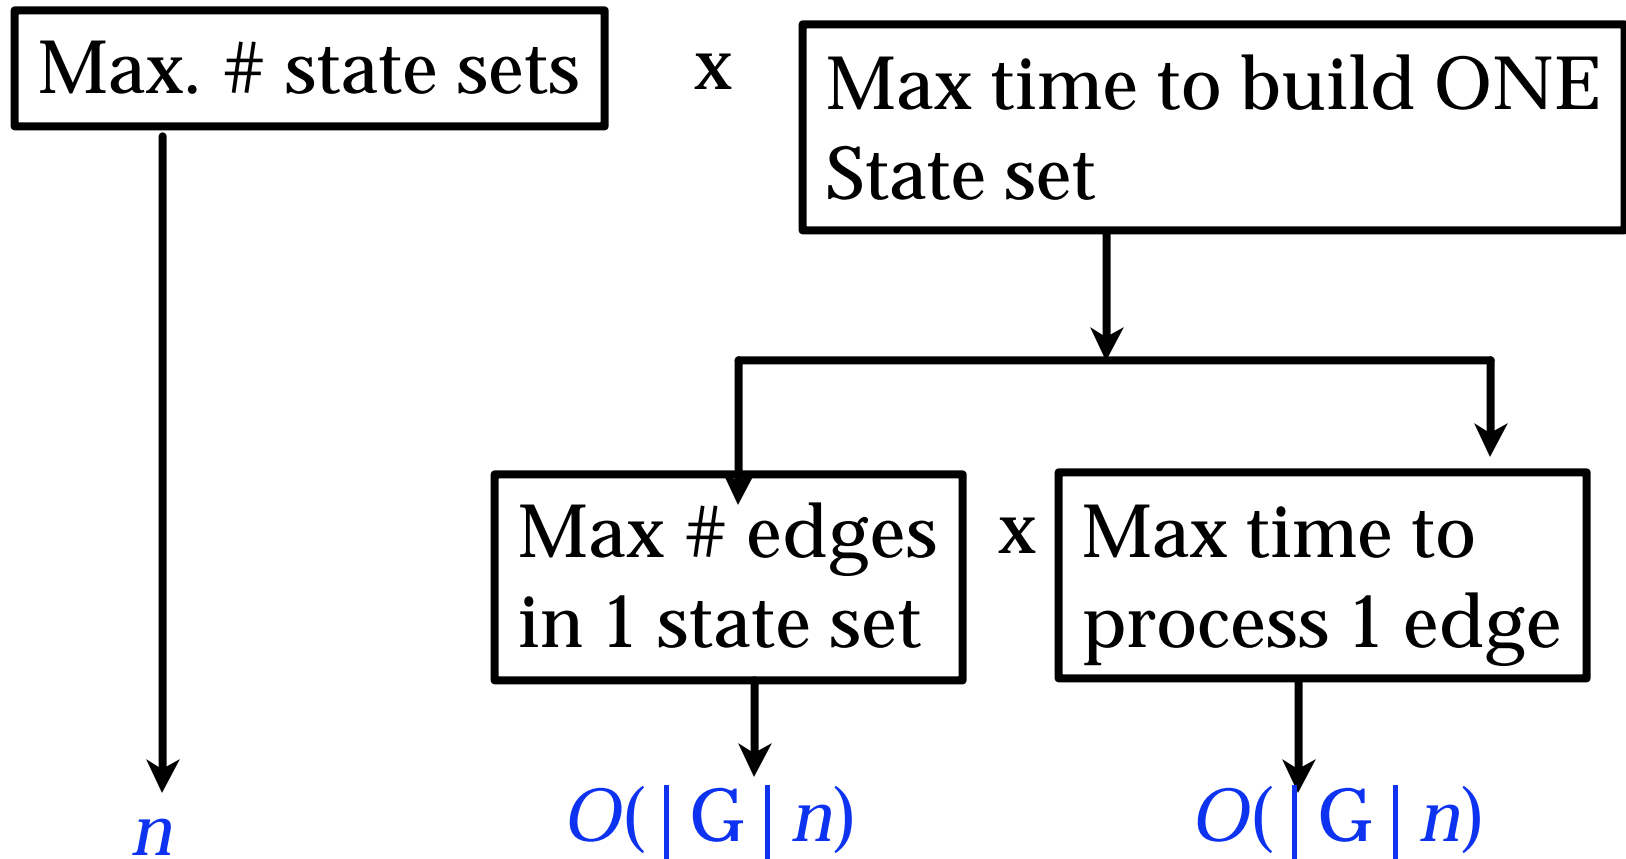 Max. # state sets
x
Max time to build ONE
State set
Max # edges
in 1 state set
x
Max time to
process 1 edge
n
O(|G|n)
O(|G|n)